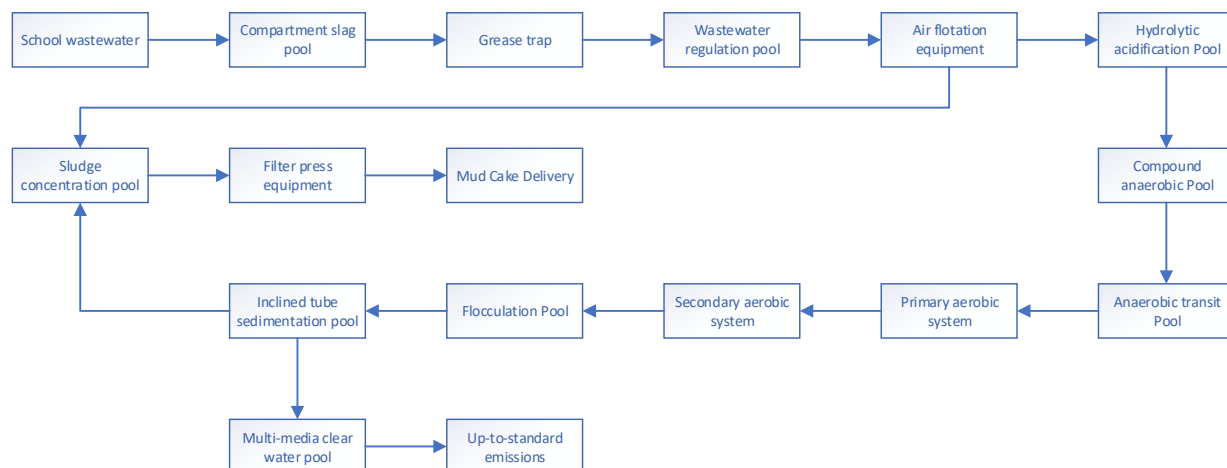 School wastewater
Compartment slag
pool
Grease trap
Wastewater
regulation pool
Air flotation
equipment
Hydrolytic
acidification Pool
Sludge
concentration pool
Filter press
equipment
Mud Cake Delivery
Compound
anaerobic Pool
Inclined tube
sedimentation pool
Flocculation Pool
Secondary aerobic
system
Primary aerobic
system
Anaerobic transit
Pool
Multi-media clear
water pool
Up-to-standard
emissions